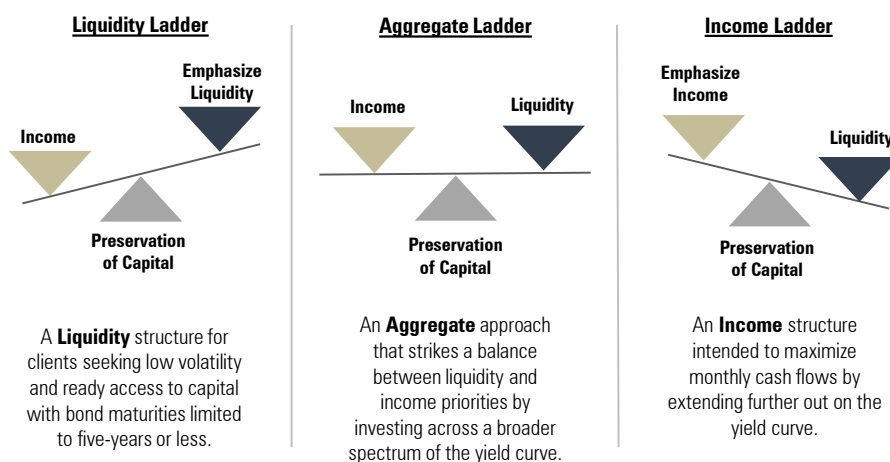 Liquidity Ladder
Emphasize
Liquidity
Income
Preservation
of Capital
A Liquidity structure for
clients seeking low volatility
and ready access to capital
with bond maturities limited
to five-years or less.
Aggregate Ladder
Income
Liquidity
Preservation
of Capital
An Aggregate approach
that strikes a balance
between liquidity and
income priorities by
investing across a broader
spectrum of the yield curve.
Income Ladder
Emphasize
Income
Liquidity
Preservation
of Capital
An Income structure
intended to maximize
monthly cash flows by
extending further out on the
yield curve.